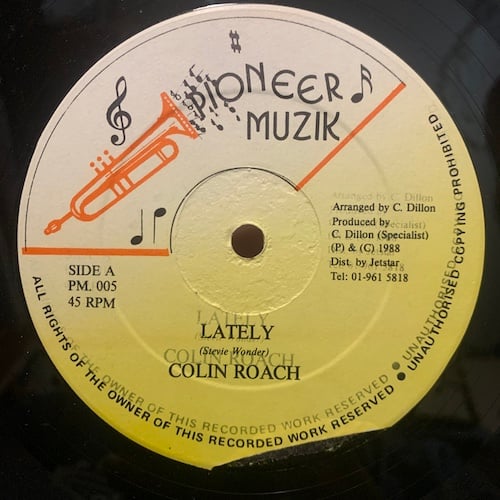 PIONEER
MUZIK
Arranged by C. Dillon
Produced by
C. Dillon (Specialist)
(P) & (C) 1988
Dist. by Jetstar
Tel: 01-961 5818
SIDE A
PM. 005
45 RPM
LATELY
(Stevie Wonder)
COLIN ROACH
ALL RIGHTS OF THE OWNER OF THIS RECORDED WORK RESERVED ● UNAUTHORISED COPYING PROHIBITED.